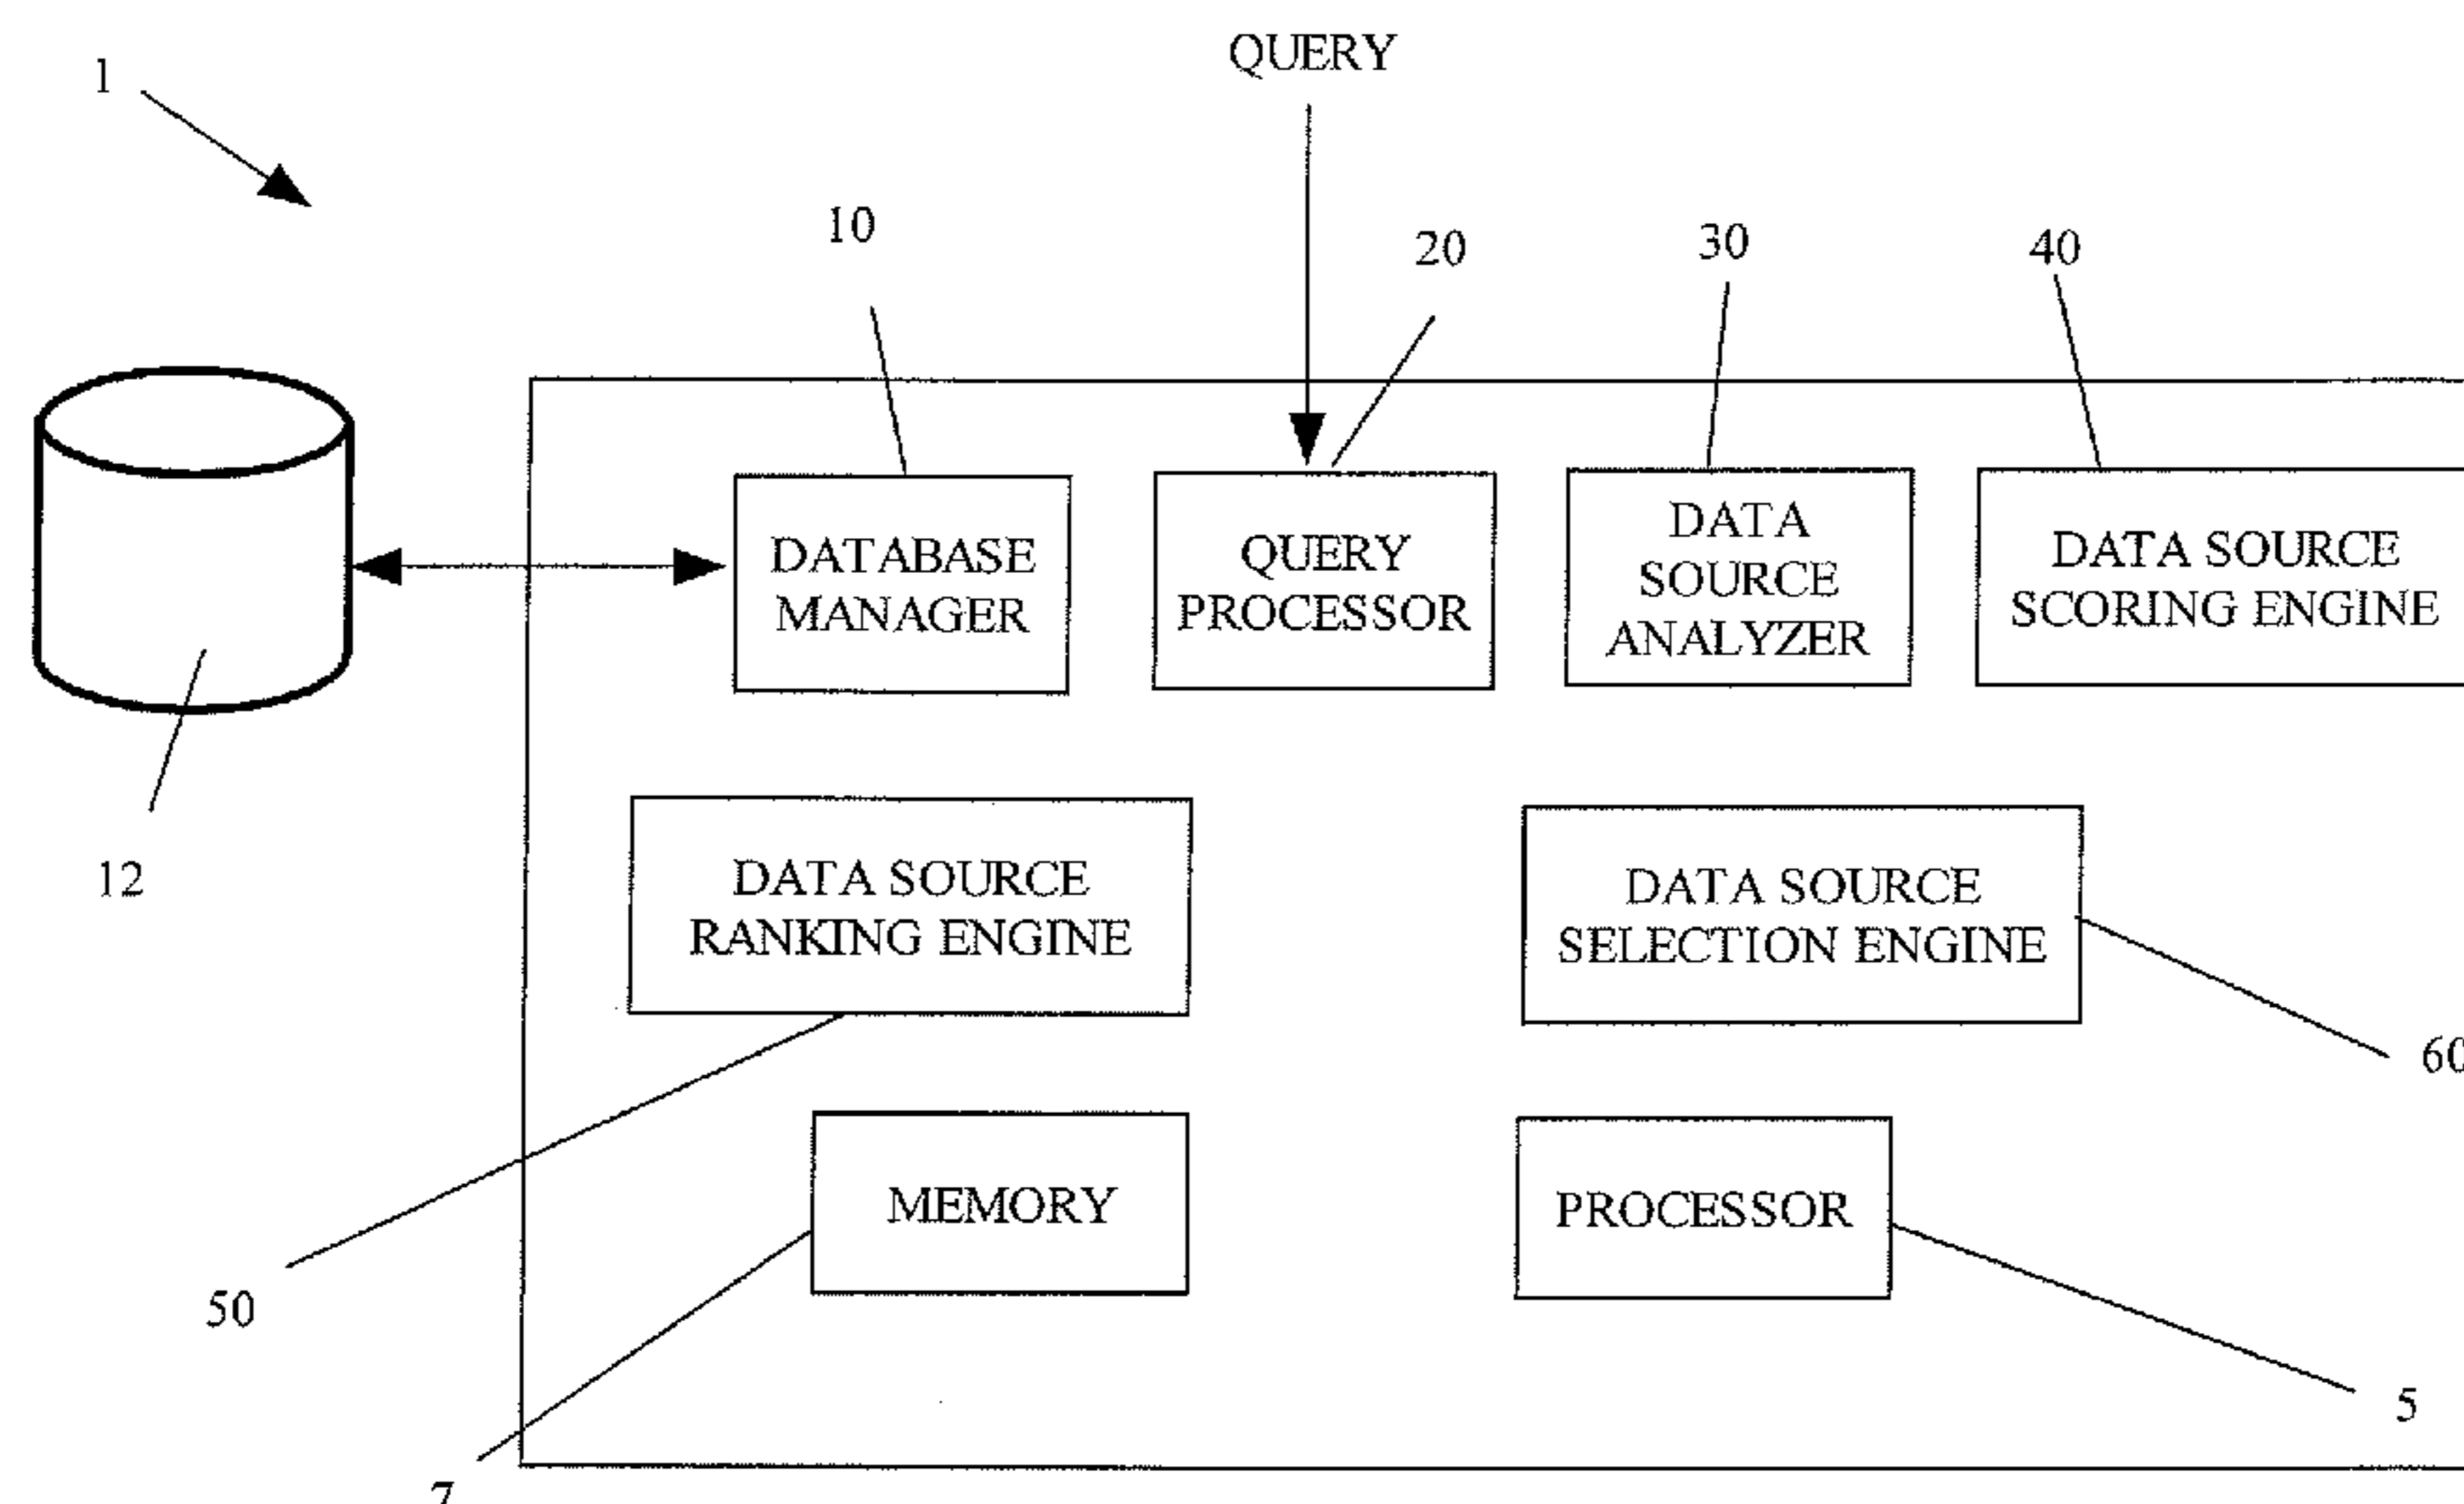 QUERY
1
10
20
30
40
DATABASE
MANAGER
QUERY
PROCESSOR
DATA
SOURCE
ANALYZER
DATA SOURCE
SCORING ENGINE
12
DATA SOURCE
RANKING ENGINE
DATA SOURCE
SELECTION ENGINE
60
MEMORY
PROCESSOR
50
5
7